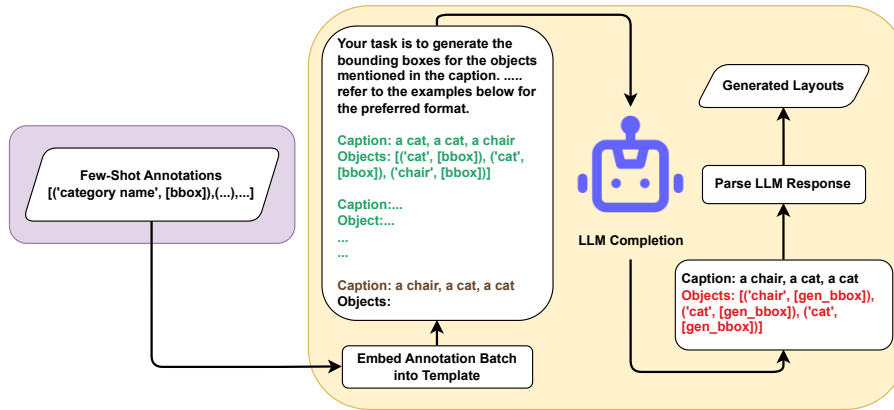 Few-Shot Annotations
[('category name', [bbox]),(...),...]
Embed Annotation Batch
into Template
Your task is to generate the
bounding boxes for the objects
mentioned in the caption. .....
refer to the examples below for
the preferred format.
Caption: a cat, a cat, a chair
Objects: [('cat', [bbox]), ('cat',
[bbox]), ('chair', [bbox])]
Caption:...
Object:...
...
...
Caption: a chair, a cat, a cat
Objects:
LLM Completion
Caption: a chair, a cat, a cat
Objects: [('chair', [gen_bbox]),
('cat', [gen_bbox]), ('cat',
[gen_bbox])]
Parse LLM Response
Generated Layouts